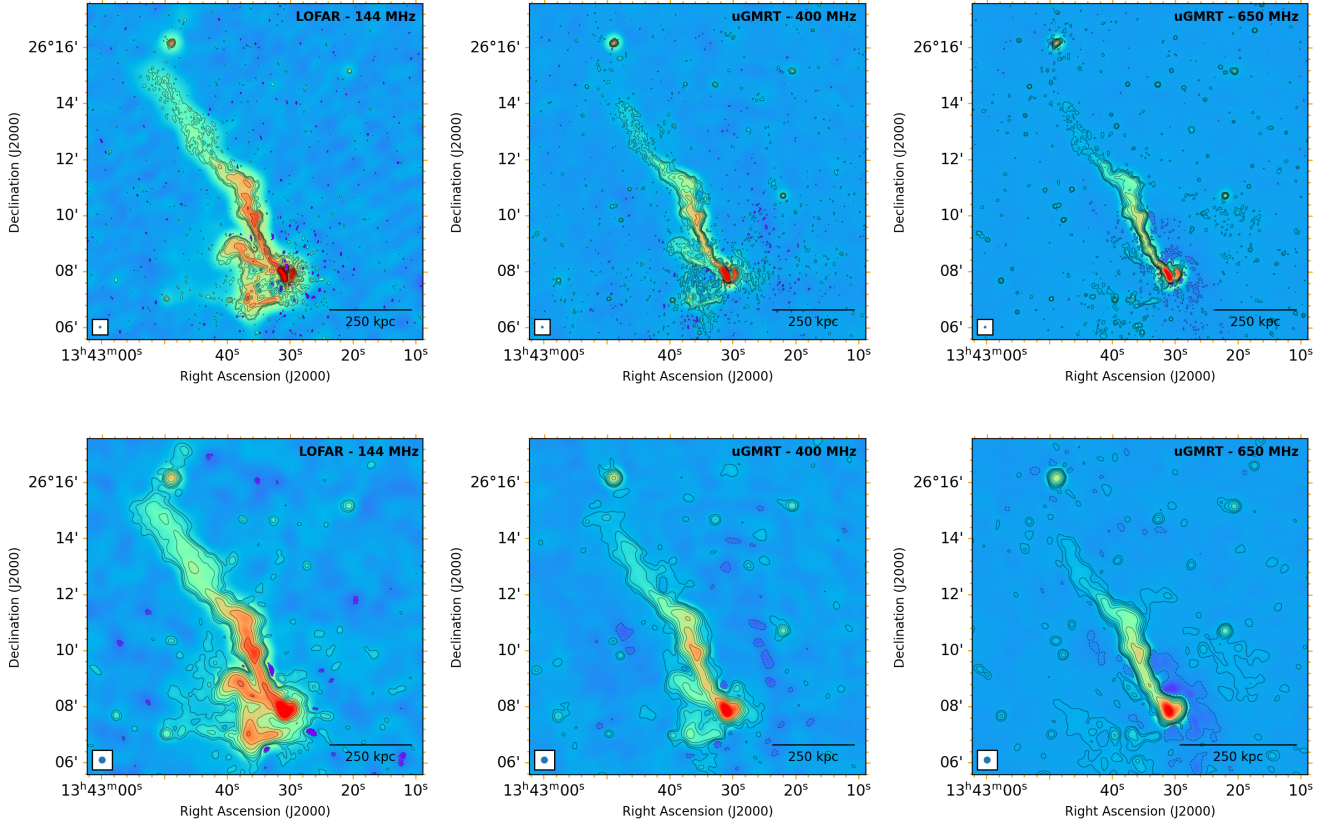 LOFAR - 144 MHz
26°16'
14'
12'
10'
08'
06'
Declination (J2000)
250 kpc
13ʰ43ᵐ00ˢ
40ˢ
30ˢ
20ˢ
10ˢ
Right Ascension (J2000)
uGMRT - 400 MHz
26°16'
14'
12'
10'
08'
06'
Declination (J2000)
250 kpc
13ʰ43ᵐ00ˢ
40ˢ
30ˢ
20ˢ
10ˢ
Right Ascension (J2000)
uGMRT - 650 MHz
26°16'
14'
12'
10'
08'
06'
Declination (J2000)
250 kpc
13ʰ43ᵐ00ˢ
40ˢ
30ˢ
20ˢ
10ˢ
Right Ascension (J2000)
LOFAR - 144 MHz
26°16'
14'
12'
10'
08'
06'
Declination (J2000)
250 kpc
13ʰ43ᵐ00ˢ
40ˢ
30ˢ
20ˢ
10ˢ
Right Ascension (J2000)
uGMRT - 400 MHz
26°16'
14'
12'
10'
08'
06'
Declination (J2000)
250 kpc
13ʰ43ᵐ00ˢ
40ˢ
30ˢ
20ˢ
10ˢ
Right Ascension (J2000)
uGMRT - 650 MHz
26°16'
14'
12'
10'
08'
06'
Declination (J2000)
250 kpc
13ʰ43ᵐ00ˢ
40ˢ
30ˢ
20ˢ
10ˢ
Right Ascension (J2000)